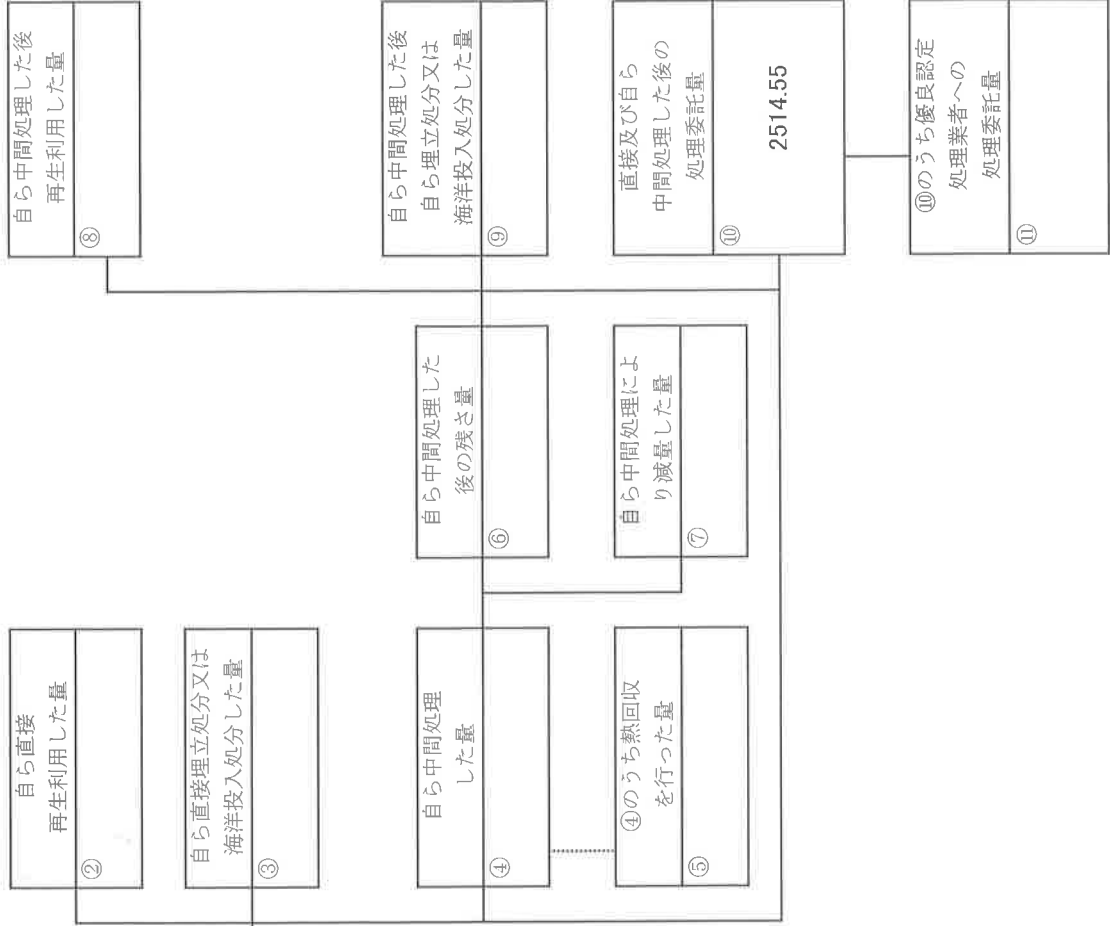 自ら直接
再生利用した量
②
自ら直接埋立処分又は
海洋投入処分した量
③
自ら中間処理
した量
④
④のうち熱回収
を行った量
⑤
自ら中間処理した
後の残さ量
⑥
自ら中間処理によ
り減量した量
⑦
自ら中間処理した後
再生利用した量
⑧
自ら中間処理した後
自ら埋立処分又は
海洋投入処分した量
⑨
直接及び自ら
中間処理した後の
処理委託量
⑩
2514.55
⑩のうち優良認定
処理業者への
処理委託量
⑪